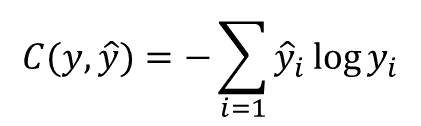 C(y, ŷ) = − ∑_{i=1} ŷ_i log y_i